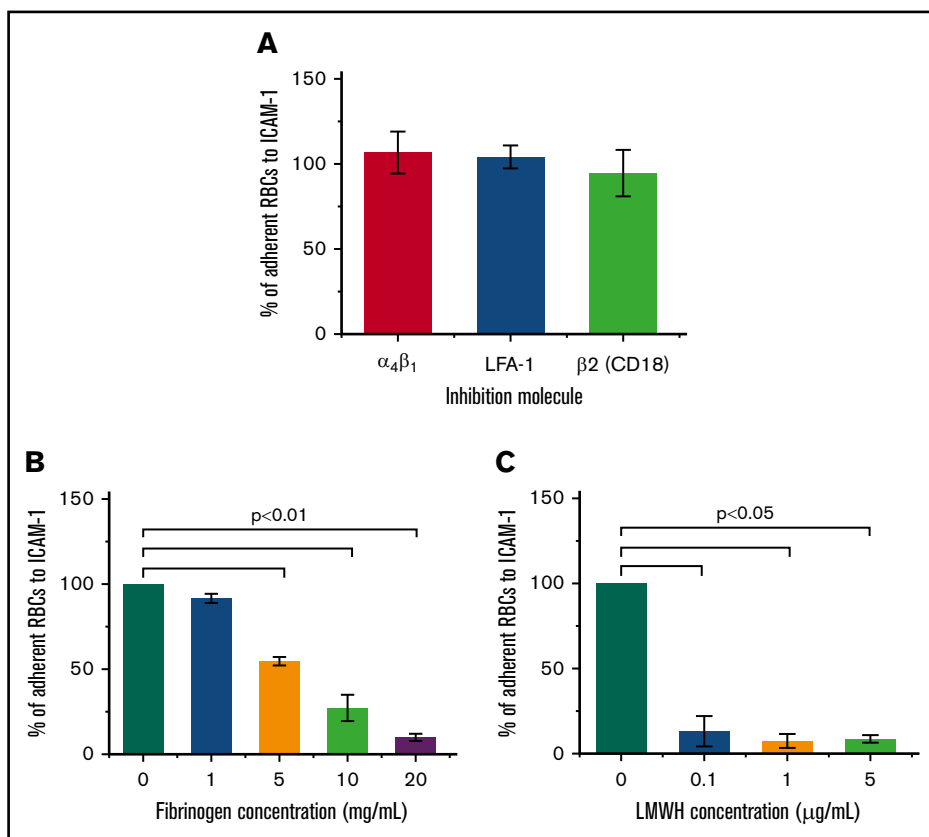 A
% of adherent RBCs to ICAM-1
150
100
50
0
α₄β₁ LFA-1 β2 (CD18)
Inhibition molecule
B
% of adherent RBCs to ICAM-1
150
100
50
0
p<0.01
0 1 5 10 20
Fibrinogen concentration (mg/mL)
C
% of adherent RBCs to ICAM-1
150
100
50
0
p<0.05
0 0.1 1 5
LMWH concentration (μg/mL)